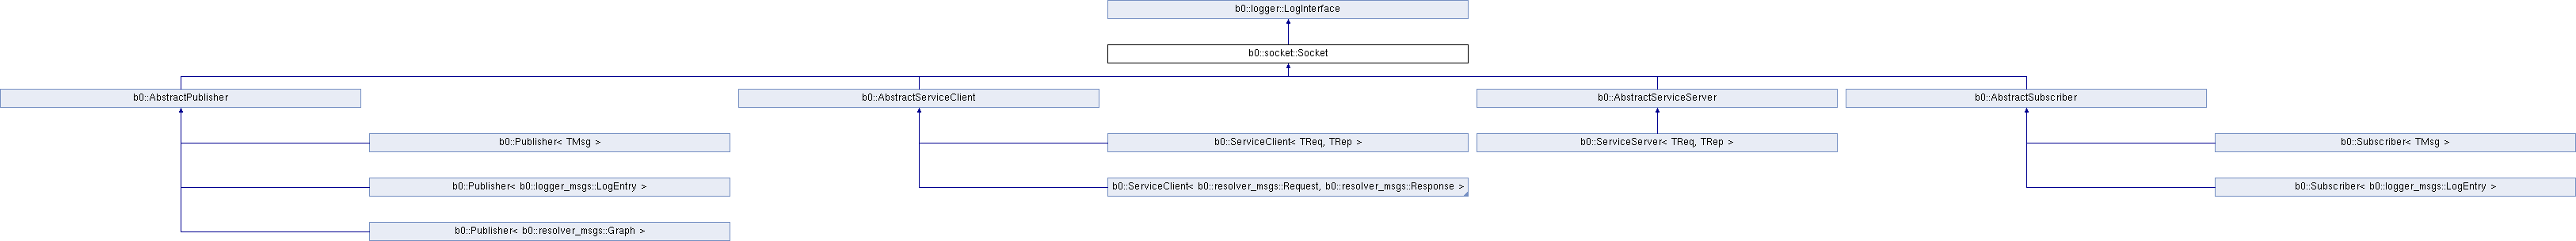 b0::logger::LogInterface
b0::socket::Socket
b0::AbstractPublisher
b0::AbstractServiceClient
b0::AbstractServiceServer
b0::AbstractSubscriber
b0::Publisher< TMsg >
b0::ServiceClient< TReq, TRep >
b0::ServiceServer< TReq, TRep >
b0::Subscriber< TMsg >
b0::Publisher< b0::logger_msgs::LogEntry >
b0::ServiceClient< b0::resolver_msgs::Request, b0::resolver_msgs::Response >
b0::Subscriber< b0::logger_msgs::LogEntry >
b0::Publisher< b0::resolver_msgs::Graph >